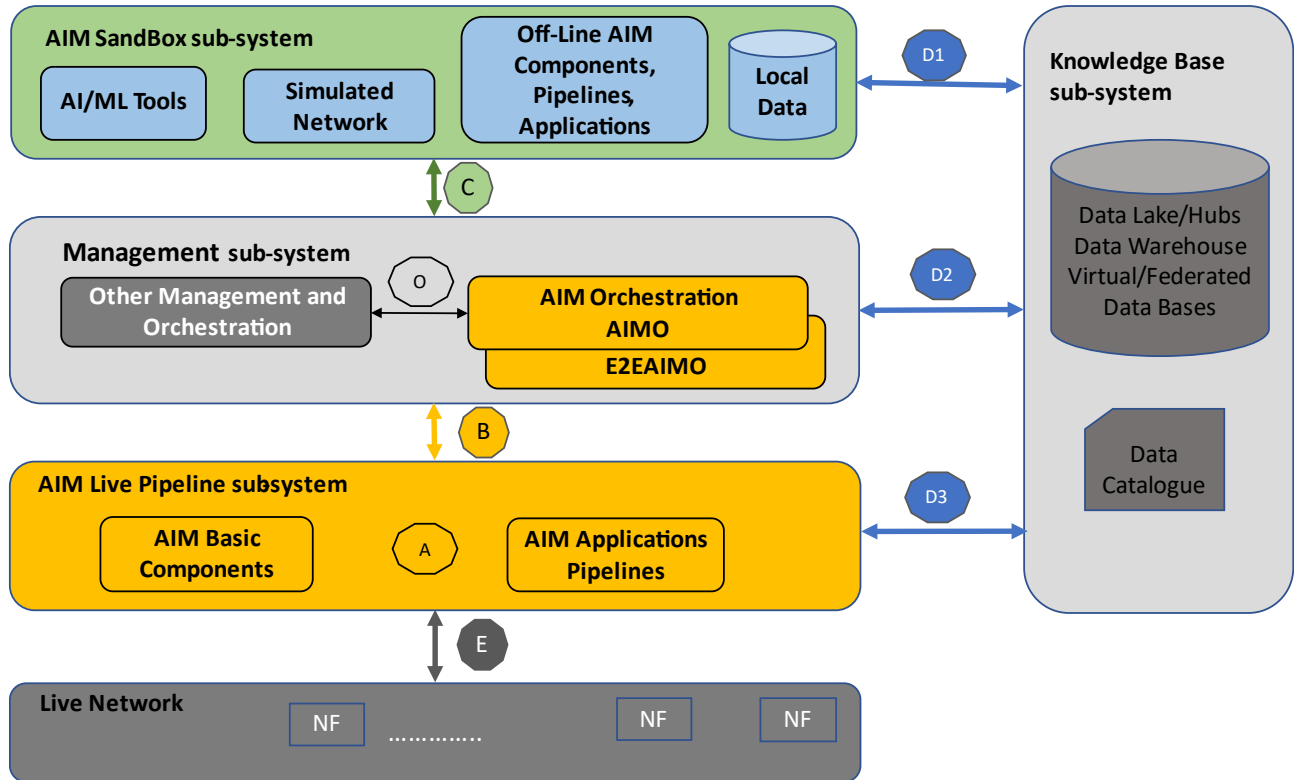 AIM SandBox sub-system
AI/ML Tools
Simulated
Network
Off-Line AIM
Components,
Pipelines,
Applications
Local
Data
D1
Knowledge Base
sub-system
Data Lake/Hubs
Data Warehouse
Virtual/Federated
Data Bases
Data
Catalogue
C
Management sub-system
Other Management and
Orchestration
O
AIM Orchestration
AIMO
E2EAIMO
D2
B
AIM Live Pipeline subsystem
AIM Basic
Components
A
AIM Applications
Pipelines
D3
E
Live Network
NF
.............
NF
NF